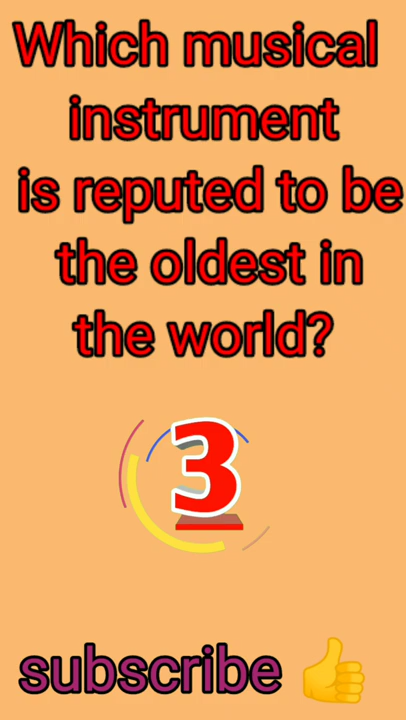 Which musical
instrument
is reputed to be
the oldest in
the world?
3
subscribe 👍